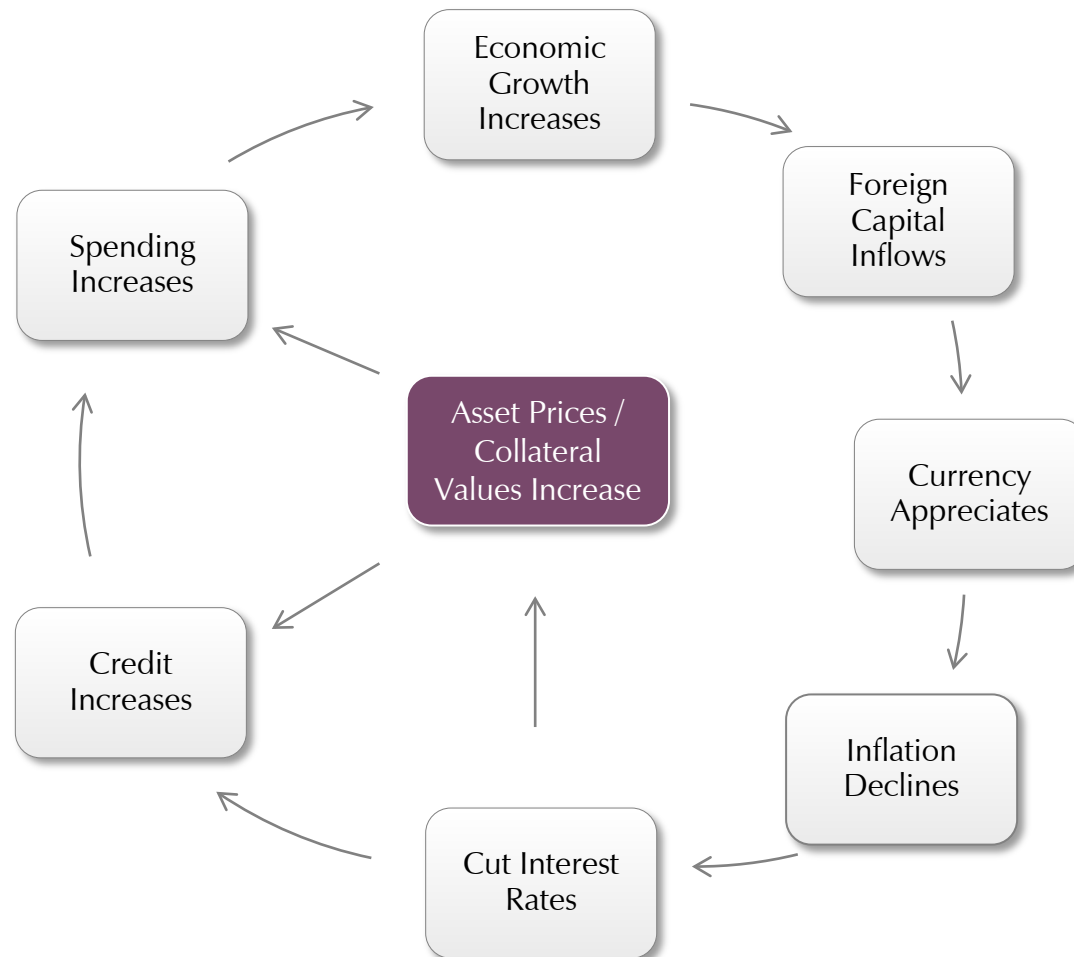 Economic
Growth
Increases
Foreign
Capital
Inflows
Currency
Appreciates
Inflation
Declines
Cut Interest
Rates
Credit
Increases
Spending
Increases
Asset Prices /
Collateral
Values Increase